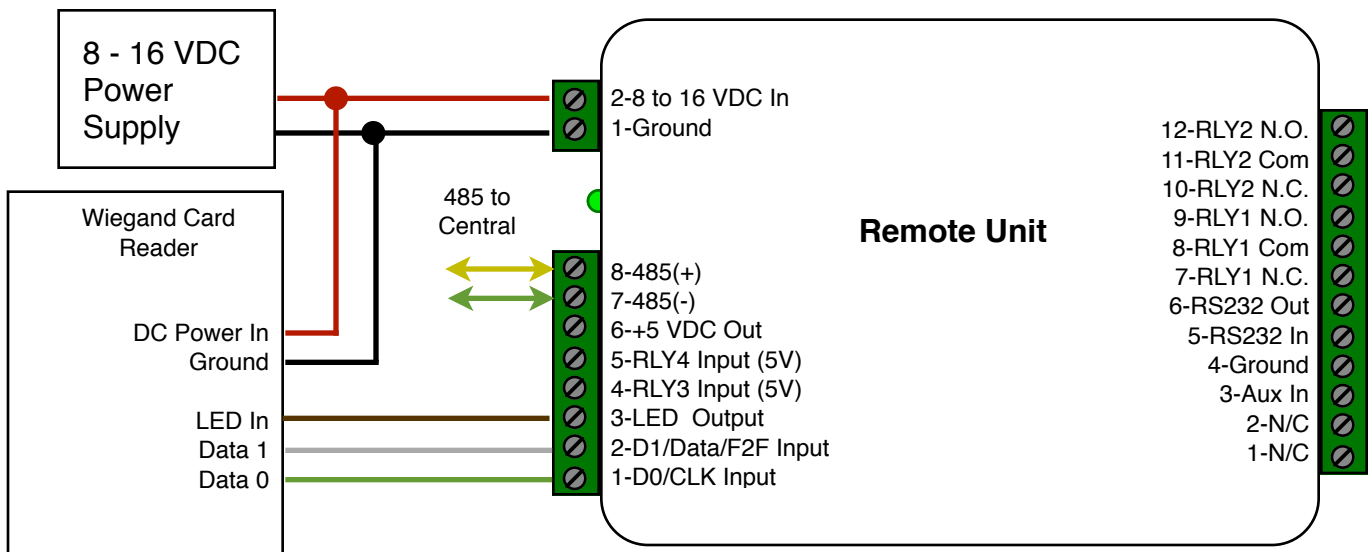 8 - 16 VDC
Power
Supply
2-8 to 16 VDC In
1-Ground
Wiegand Card
Reader
DC Power In
Ground
LED In
Data 1
Data 0
485 to
Central
8-485(+)
7-485(-)
6-+5 VDC Out
5-RLY4 Input (5V)
4-RLY3 Input (5V)
3-LED  Output
2-D1/Data/F2F Input
1-D0/CLK Input
Remote Unit
12-RLY2 N.O.
11-RLY2 Com
10-RLY2 N.C.
9-RLY1 N.O.
8-RLY1 Com
7-RLY1 N.C.
6-RS232 Out
5-RS232 In
4-Ground
3-Aux In
2-N/C
1-N/C